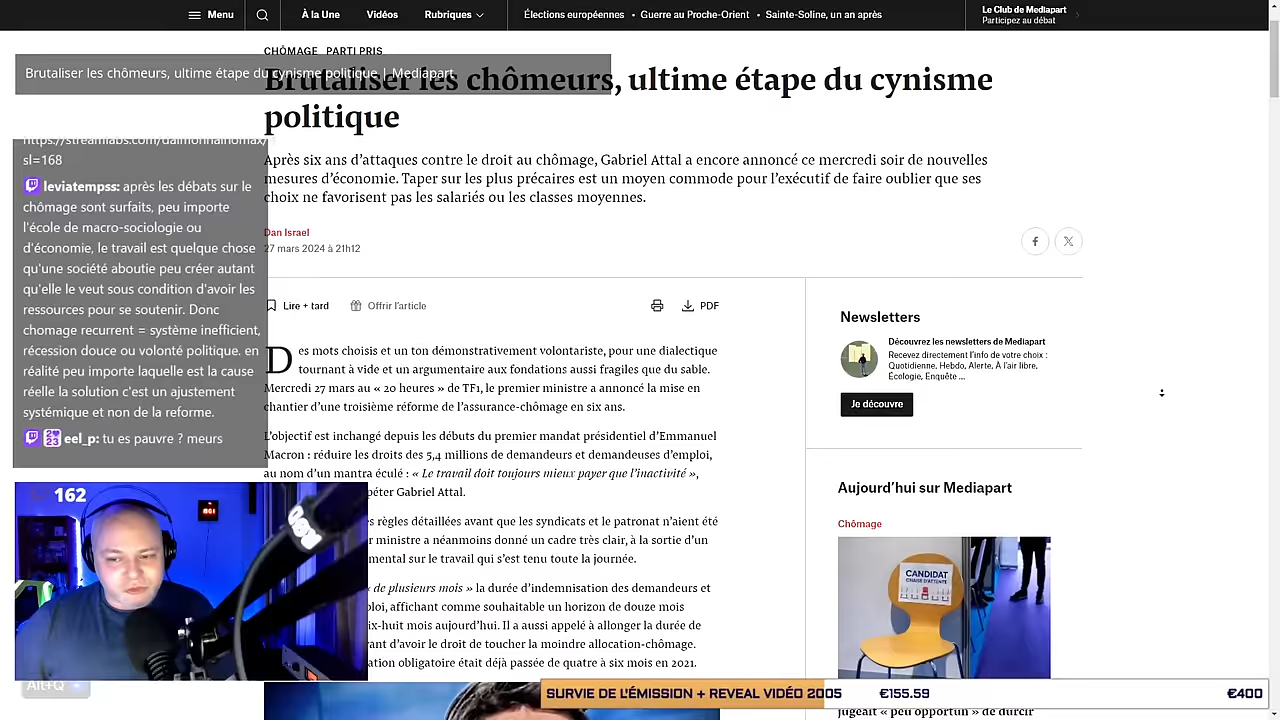 Menu
À la Une
Vidéos
Rubriques
Élections européennes • Guerre au Proche-Orient • Sainte-Soline, un an après
Le Club de Mediapart
Participez au débat
CHÔMAGE PARTI PRIS
Brutaliser les chômeurs, ultime étape du cynisme politique | Mediapart
Brutaliser les chômeurs, ultime étape du cynisme
politique
Après six ans d'attaques contre le droit au chômage, Gabriel Attal a encore annoncé ce mercredi soir de nouvelles
mesures d'économie. Taper sur les plus précaires est un moyen commode pour l'exécutif de faire oublier que ses
choix ne favorisent pas les salariés ou les classes moyennes.
Dan Israel
27 mars 2024 à 21h12
Lire + tard
Offrir l'article
PDF
https://streamlabs.com/daimonnainomax/
sl=168
leviatempss: après les débats sur le
chômage sont surfaits, peu importe
l'école de macro-sociologie ou
d'économie, le travail est quelque chose
qu'une société aboutie peu créer autant
qu'elle le veut sous condition d'avoir les
ressources pour se soutenir. Donc
chomage recurrent = système inefficient,
récession douce ou volonté politique. en
réalité peu importe laquelle est la cause
réelle la solution c'est un ajustement
systémique et non de la reforme.
eel_p: tu es pauvre ? meurs
Des mots choisis et un ton démonstrativement volontariste, pour une dialectique
tournant à vide et un argumentaire aux fondations aussi fragiles que du sable.
Mercredi 27 mars au « 20 heures » de TF1, le premier ministre a annoncé la mise en
chantier d'une troisième réforme de l'assurance-chômage en six ans.
L'objectif est inchangé depuis les débuts du premier mandat présidentiel d'Emmanuel
Macron : réduire les droits des 5,4 millions de demandeurs et demandeuses d'emploi,
au nom d'un mantra éculé : « Le travail doit toujours mieux payer que l'inactivité »,
péter Gabriel Attal.
s règles détaillées avant que les syndicats et le patronat n'aient été
r ministre a néanmoins donné un cadre très clair, à la sortie d'un
mental sur le travail qui s'est tenu toute la journée.
« de plusieurs mois » la durée d'indemnisation des demandeurs et
ploi, affichant comme souhaitable un horizon de douze mois
ix-huit mois aujourd'hui. Il a aussi appelé à allonger la durée de
rant d'avoir le droit de toucher la moindre allocation-chômage.
ation obligatoire était déjà passée de quatre à six mois en 2021.
Newsletters
Découvrez les newsletters de Mediapart
Recevez directement l'info de votre choix :
Quotidienne, Hebdo, Alerte, À l'air libre,
Écologie, Enquête ...
Je découvre
Aujourd'hui sur Mediapart
Chômage
CANDIDAT
CHAISE D'ATTENTE
jugeait « peu opportun » de durcir
162
Alt+Q
SURVIE DE L'ÉMISSION + REVEAL VIDÉO 2005
€155.59
€400